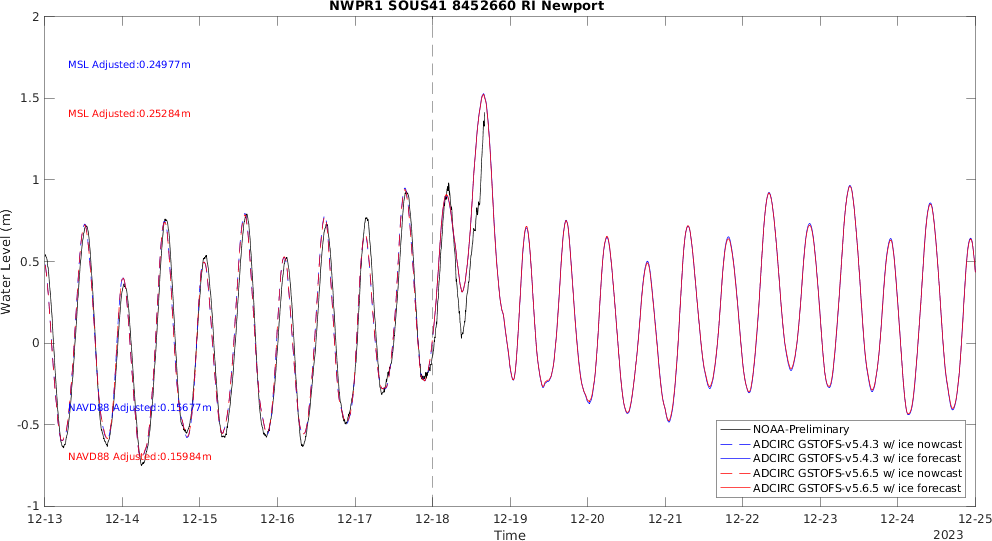 NWPR1 SOUS41 8452660 RI Newport
2
1.5
1
0.5
0
-0.5
-1
Water Level (m)
MSL Adjusted:0.24977m
MSL Adjusted:0.25284m
NAVD88 Adjusted:0.15677m
NAVD88 Adjusted:0.15984m
NOAA-Preliminary
ADCIRC GSTOFS-v5.4.3 w/ ice nowcast
ADCIRC GSTOFS-v5.4.3 w/ ice forecast
ADCIRC GSTOFS-v5.6.5 w/ ice nowcast
ADCIRC GSTOFS-v5.6.5 w/ ice forecast
12-13 12-14 12-15 12-16 12-17 12-18 12-19 12-20 12-21 12-22 12-23 12-24 12-25
Time
2023